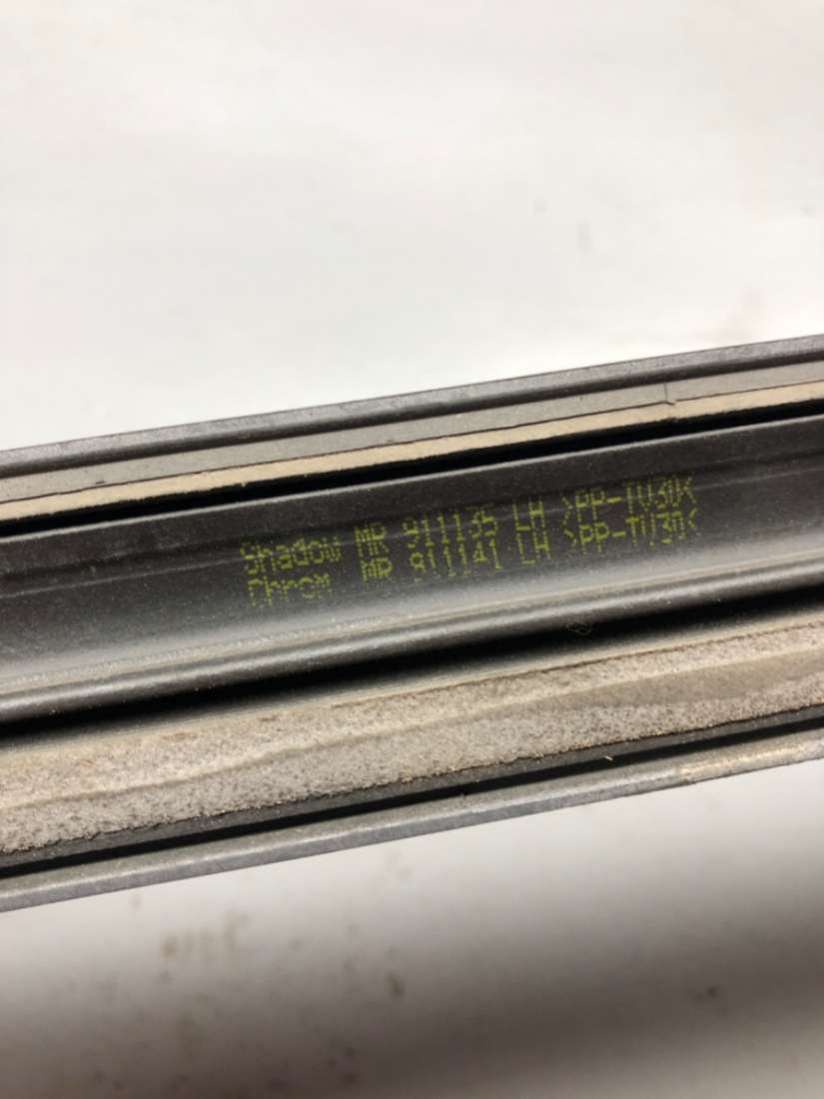 Shadow MR 911135 LH >PP-TV30<
Chrom MR 911141 LH >PP-TV30<